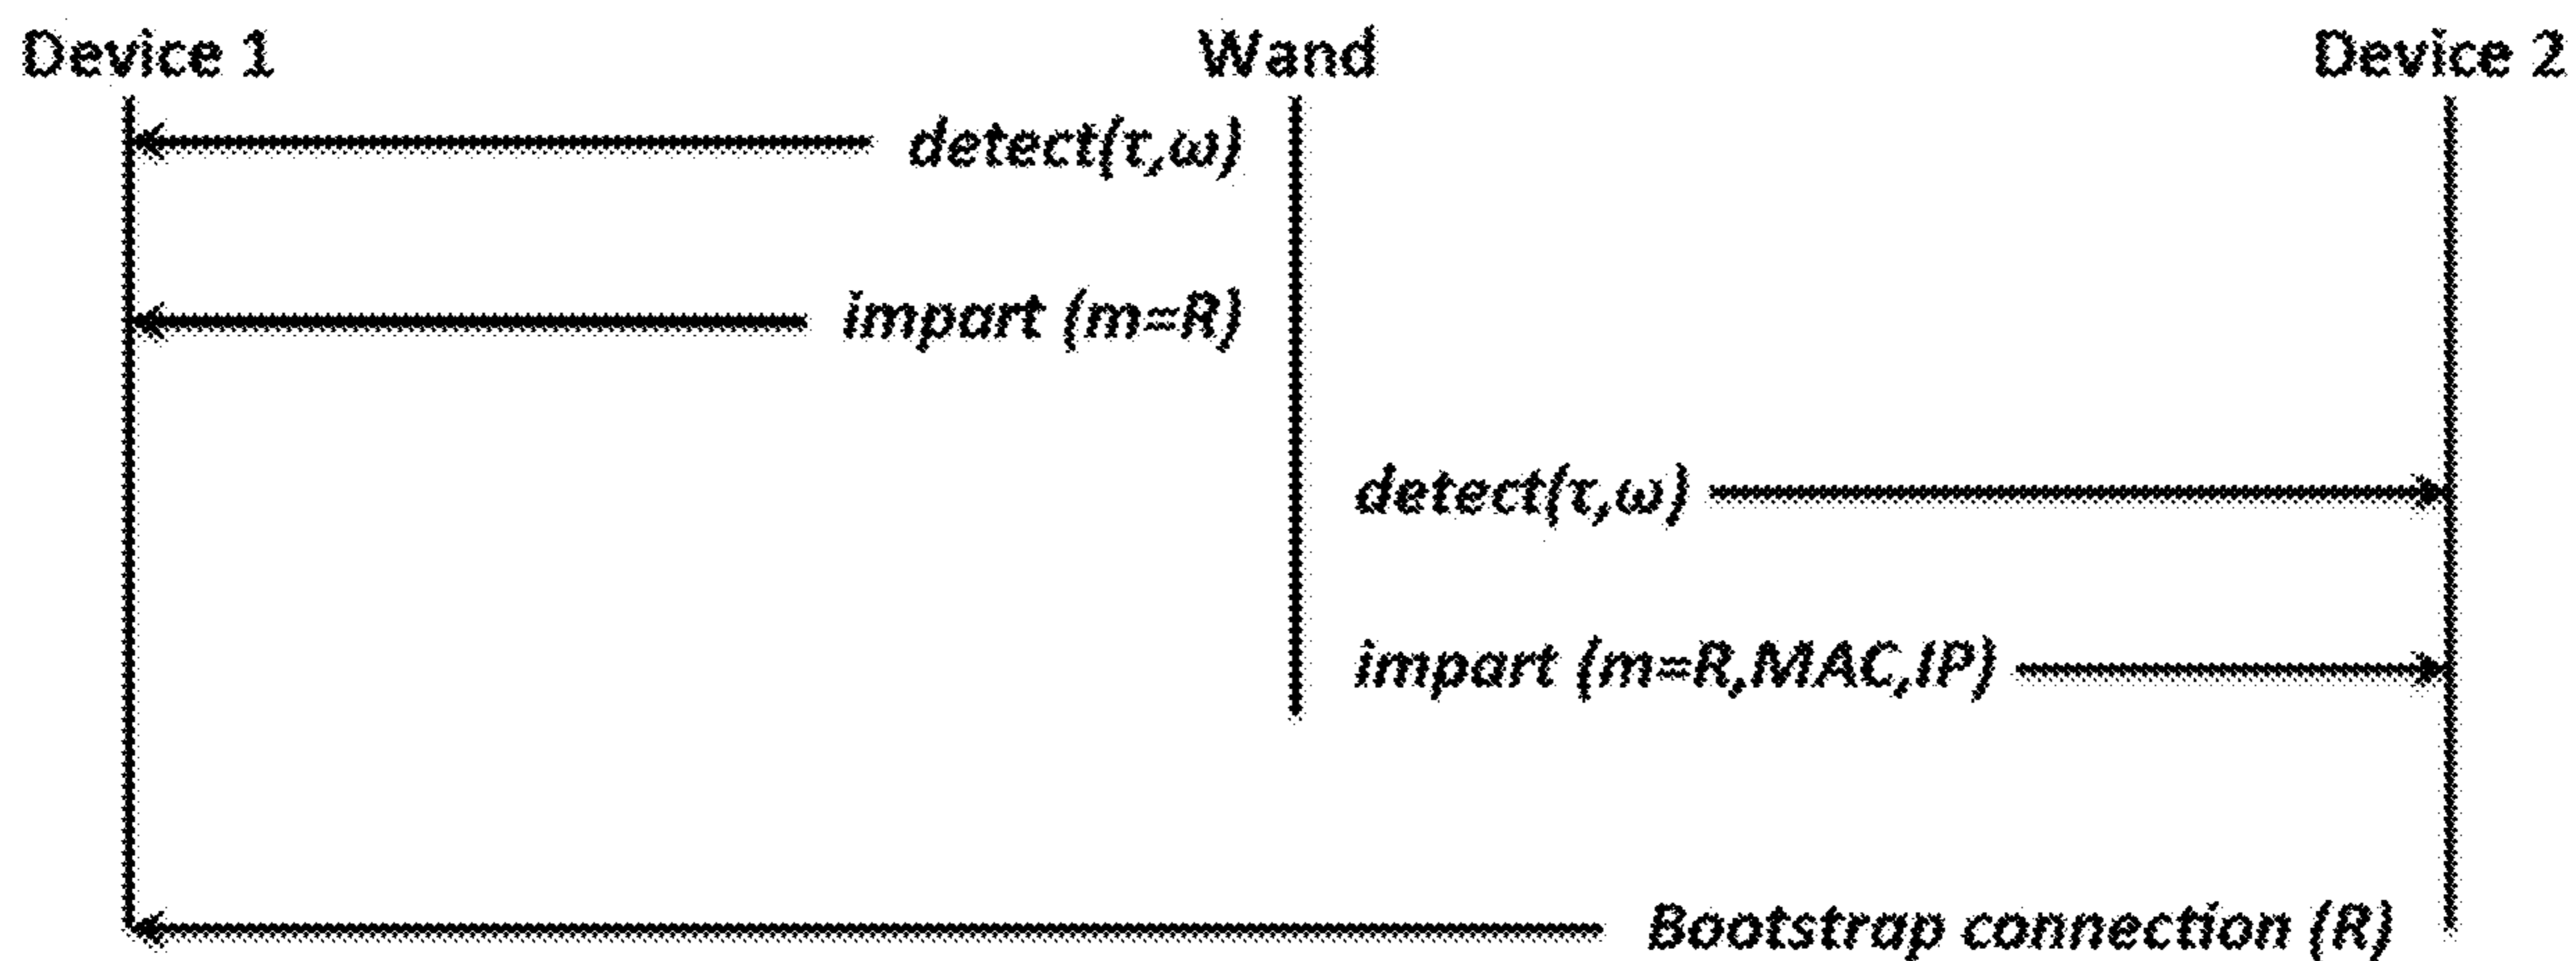 Device 1 Wand Device 2
detect(τ,ω)
impart (m=R)
detect(τ,ω)
impart (m=R,MAC,IP)
Bootstrap connection (R)